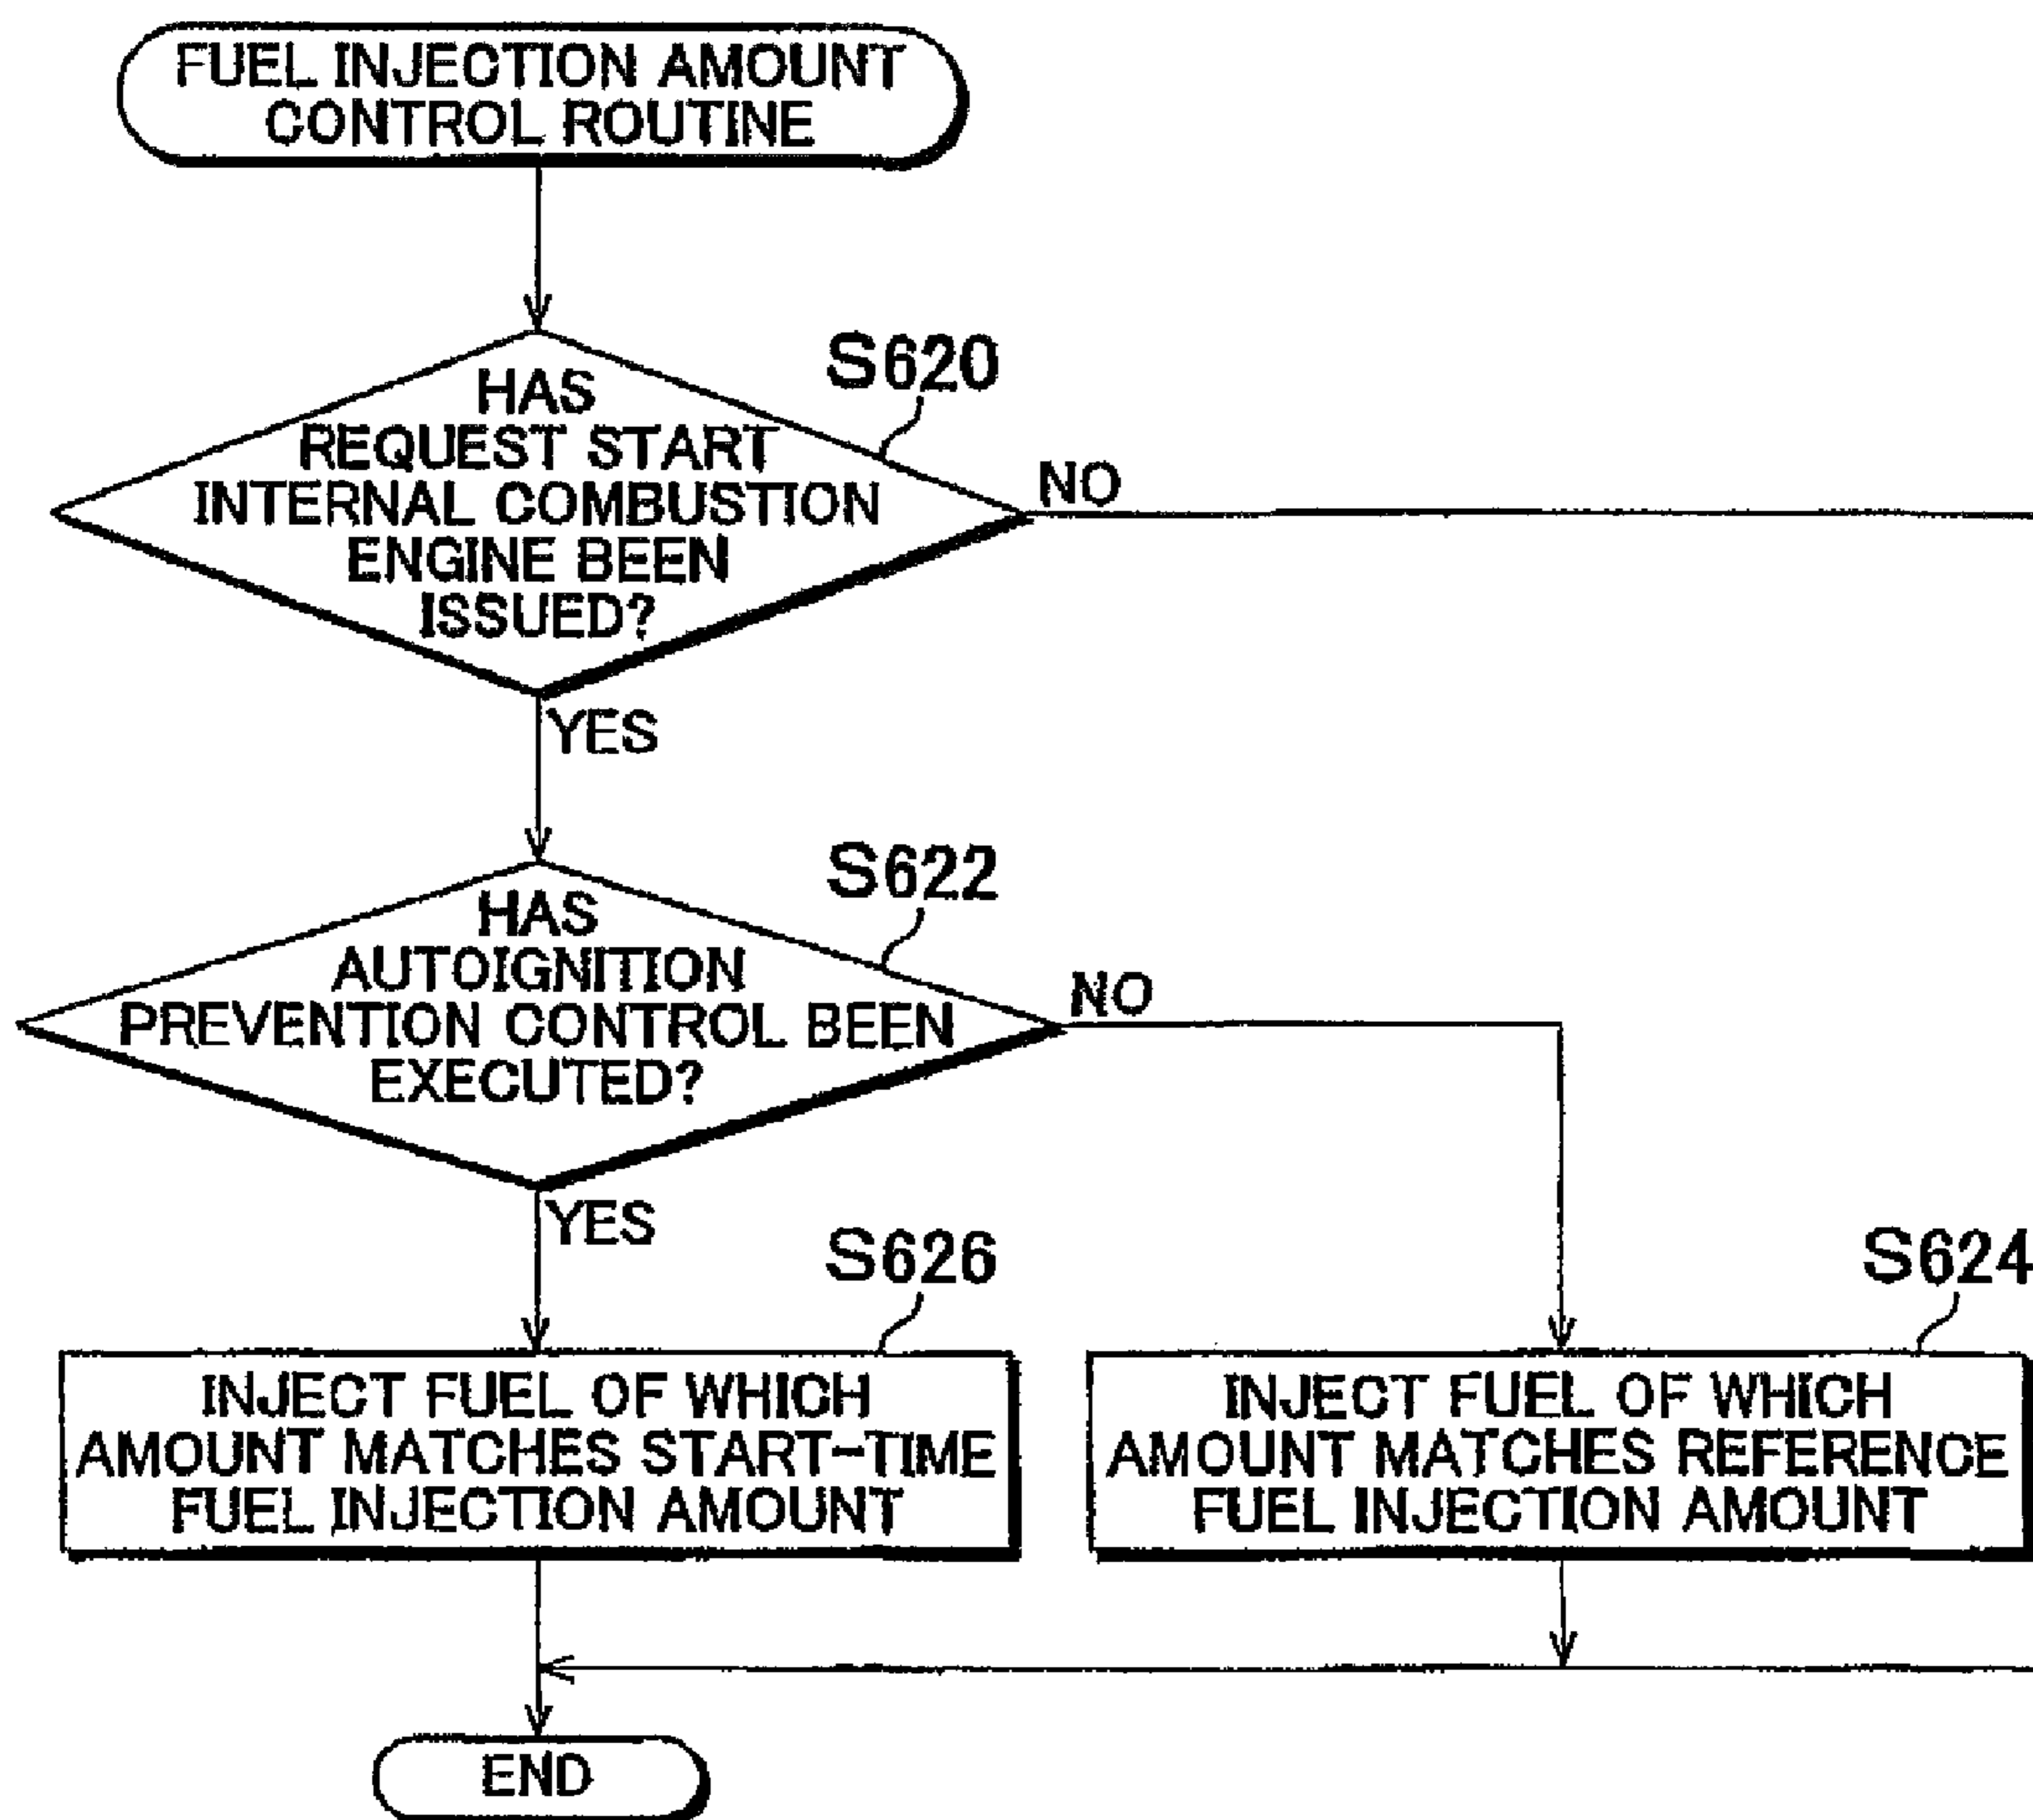 FUEL INJECTION AMOUNT
CONTROL ROUTINE
S620
HAS
REQUEST START
INTERNAL COMBUSTION
ENGINE BEEN
ISSUED?
NO
YES
S622
HAS
AUTOIGNITION
PREVENTION CONTROL BEEN
EXECUTED?
NO
YES
S626
INJECT FUEL OF WHICH
AMOUNT MATCHES START-TIME
FUEL INJECTION AMOUNT
S624
INJECT FUEL OF WHICH
AMOUNT MATCHES REFERENCE
FUEL INJECTION AMOUNT
END